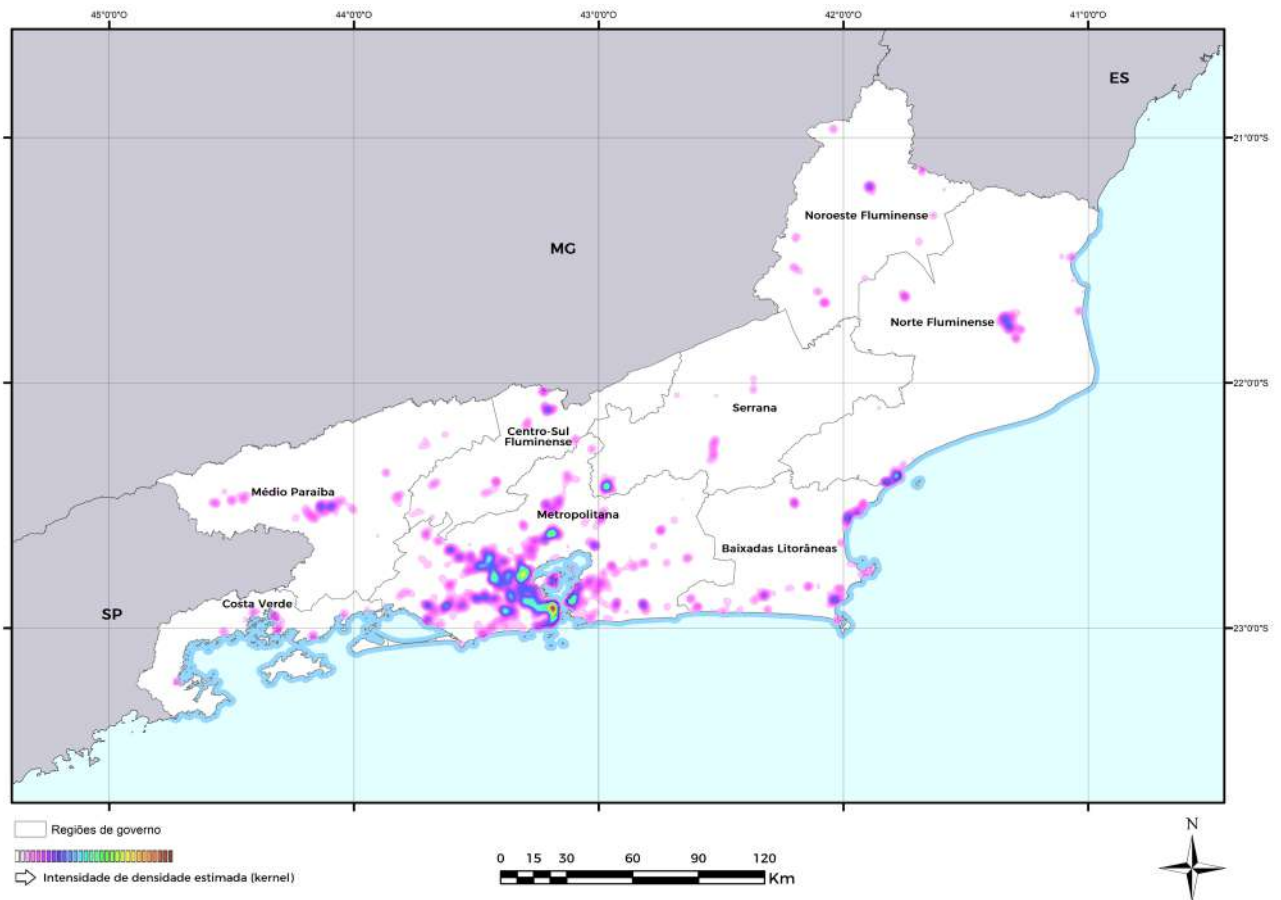 45°0'0"O
44°0'0"O
43°0'0"O
42°0'0"O
41°0'0"O
ES
21°0'0"S
Noroeste Fluminense
MG
Norte Fluminense
22°0'0"S
Serrana
Centro-Sul
Fluminense
Médio Paraíba
Metropolitana
Baixadas Litorâneas
Costa Verde
SP
23°0'0"S
Regiões de governo
Intensidade de densidade estimada (kernel)
0 15 30 60 90 120
Km
N